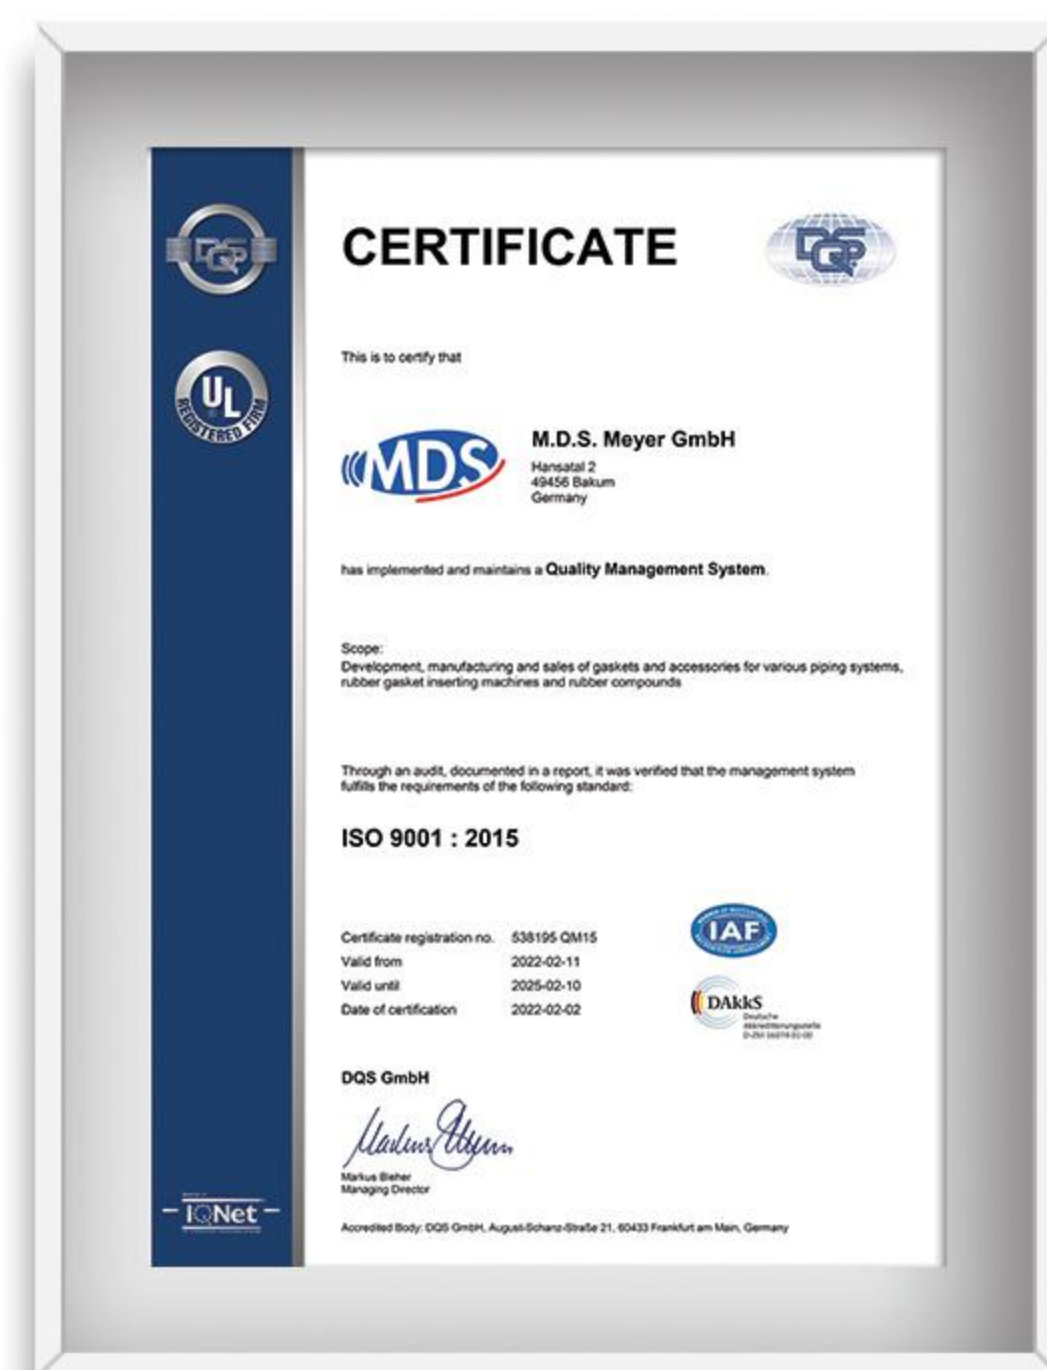 DQS
CERTIFICATE
DQS
UL
REGISTERED FIRM
This is to certify that
MDS
M.D.S. Meyer GmbH
Hansatal 2
49456 Bakum
Germany
has implemented and maintains a Quality Management System.
Scope:
Development, manufacturing and sales of gaskets and accessories for various piping systems,
rubber gasket inserting machines and rubber compounds
Through an audit, documented in a report, it was verified that the management system
fulfills the requirements of the following standard:
ISO 9001 : 2015
Certificate registration no. 538195 QM15
Valid from 2022-02-11
Valid until 2025-02-10
Date of certification 2022-02-02
IAF
DAkkS
Deutsche
Akkreditierungsstelle
DQS GmbH
Markus Bleher
Managing Director
IQNet
Accredited Body: DQS GmbH, August-Schanz-Straße 21, 60433 Frankfurt am Main, Germany